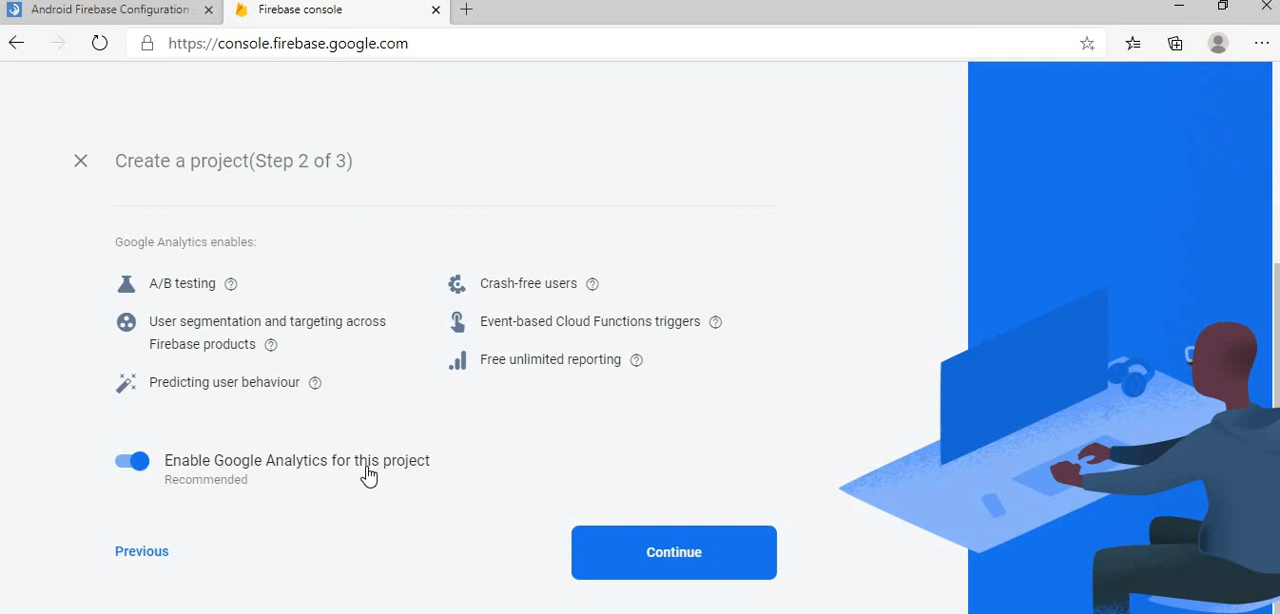 Android Firebase Configuration
Firebase console
https://console.firebase.google.com
Create a project(Step 2 of 3)
Google Analytics enables:
A/B testing
User segmentation and targeting across
Firebase products
Predicting user behaviour
Crash-free users
Event-based Cloud Functions triggers
Free unlimited reporting
Enable Google Analytics for this project
Recommended
Previous
Continue